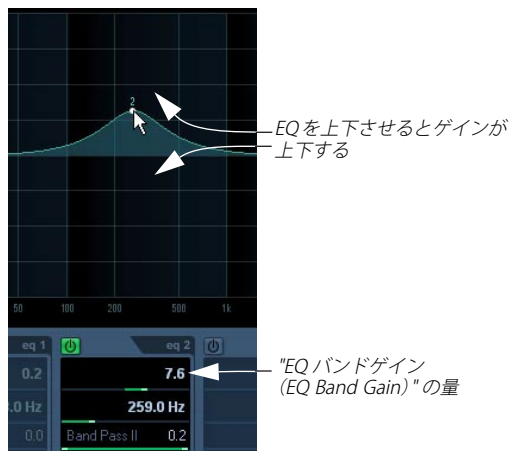 2
EQを上下させるとゲインが
上下する
50 100 200 500 1k
eq 1 eq 2
0.2 7.6
.0 Hz 259.0 Hz
0.0 Band Pass II 0.2
"EQ バンドゲイン
(EQ Band Gain)" の量